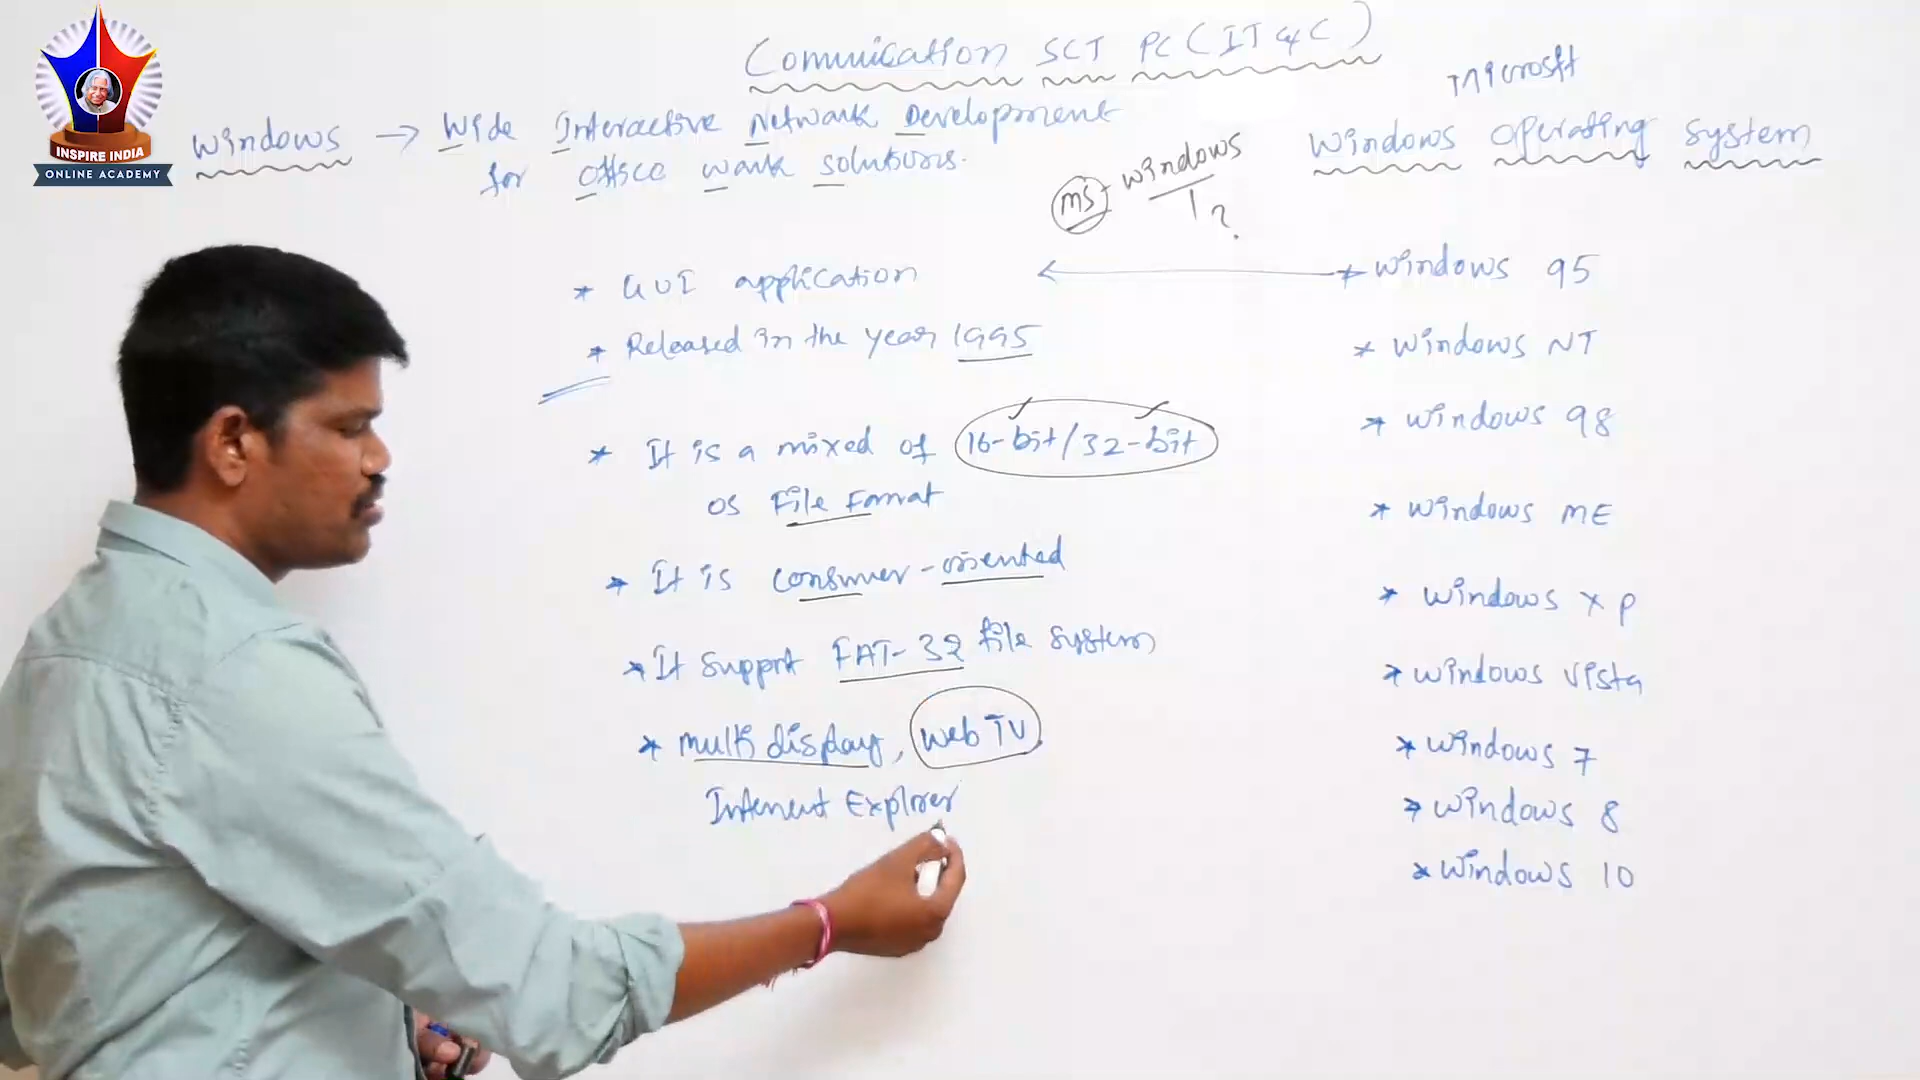 INSPIRE INDIA
ONLINE ACADEMY
Commuication SCT PC (IT & C)
Windows → Wide Interactive Network Development
for Office work solutions.
Microsft
Windows Operating System
MS - Windows
1 ?
* GUI application
* Released in the year 1995
* It is a mixed of 16-bit/32-bit
OS File Format
* It is consumer-oriented
* It Support FAT-32 file System
* Multi display, Web TV
Internet Explorer
* Windows 95
* Windows NT
* Windows 98
* Windows ME
* Windows XP
* Windows Vista
* Windows 7
* Windows 8
* Windows 10